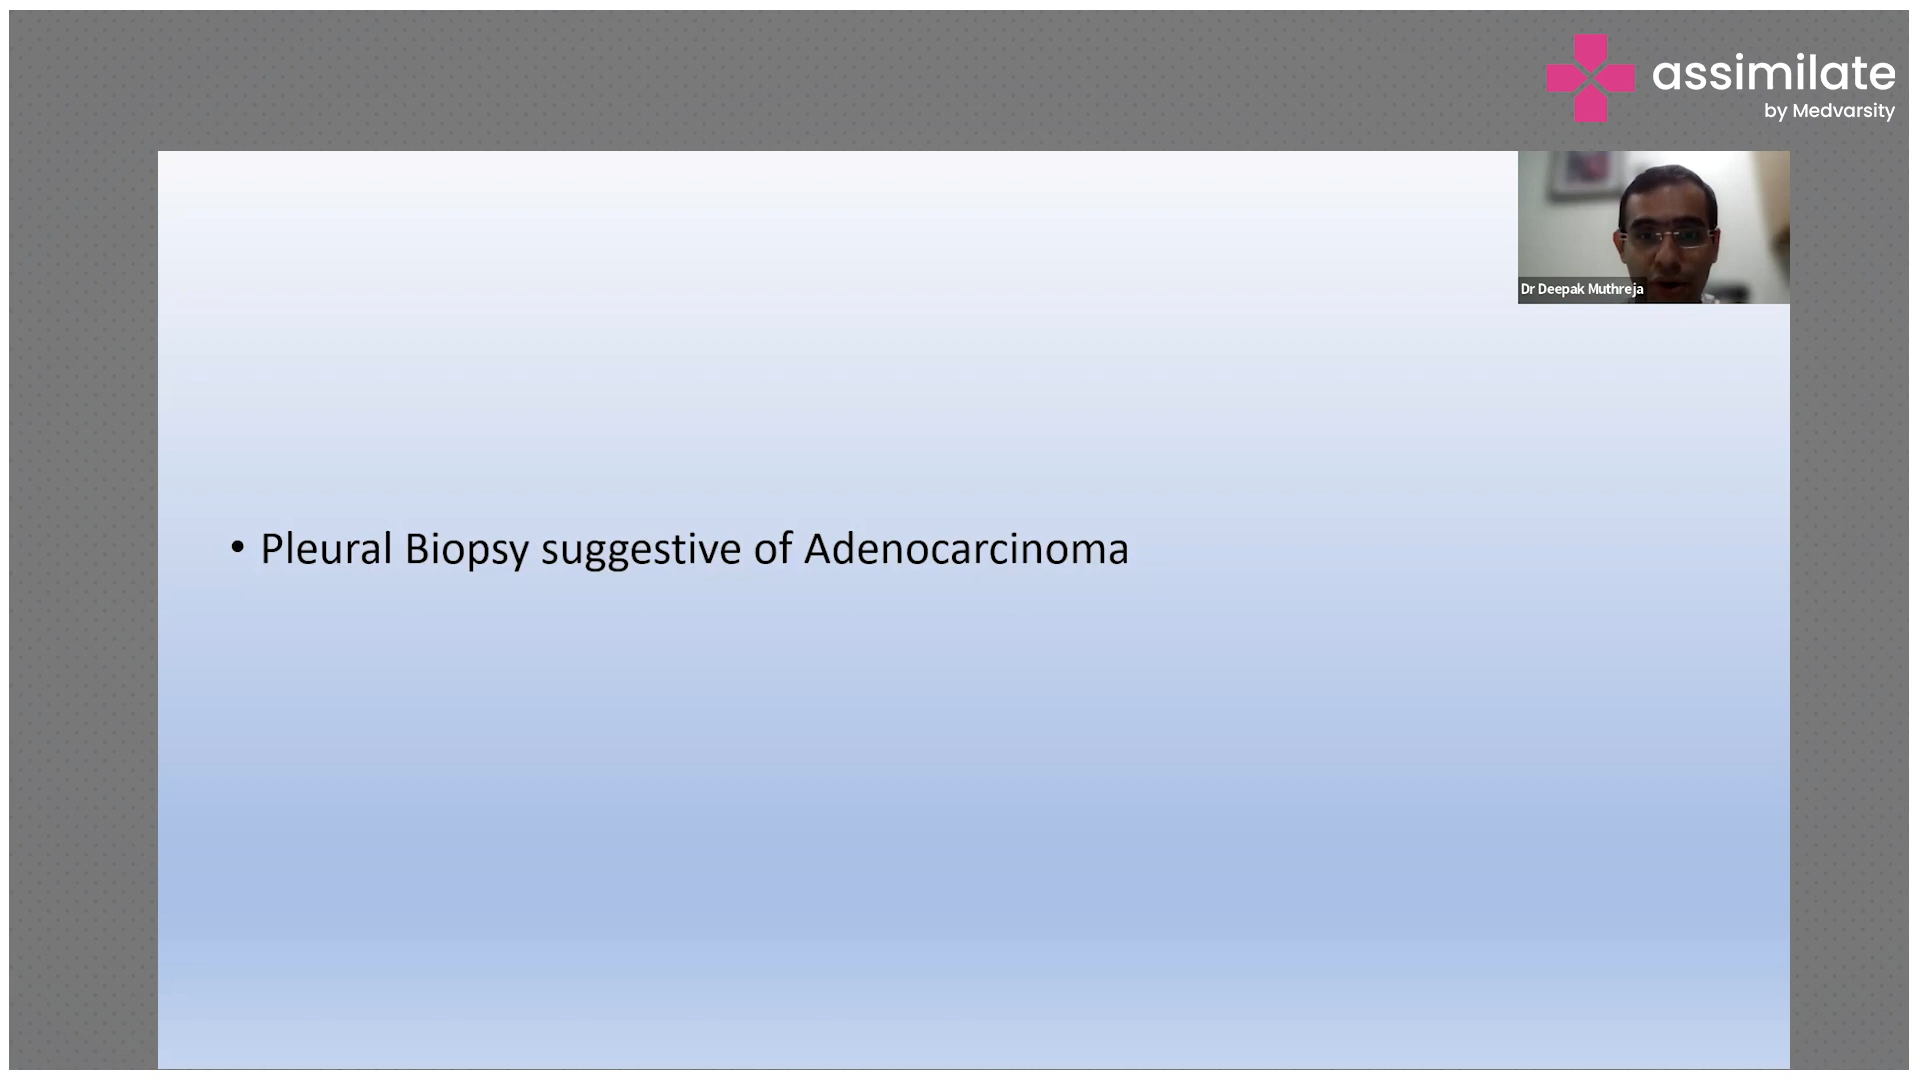 assimilate
by Medvarsity
Dr Deepak Muthreja
• Pleural Biopsy suggestive of Adenocarcinoma